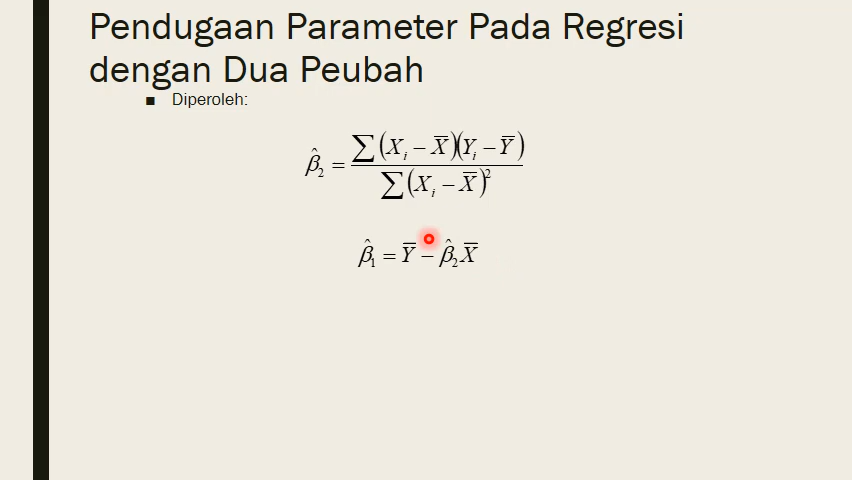 Pendugaan Parameter Pada Regresi
dengan Dua Peubah
■ Diperoleh:
β̂₂ = ∑(Xᵢ − X̅)(Yᵢ − Y̅) / ∑(Xᵢ − X̅)²
β̂₁ = Y̅ − β̂₂X̅